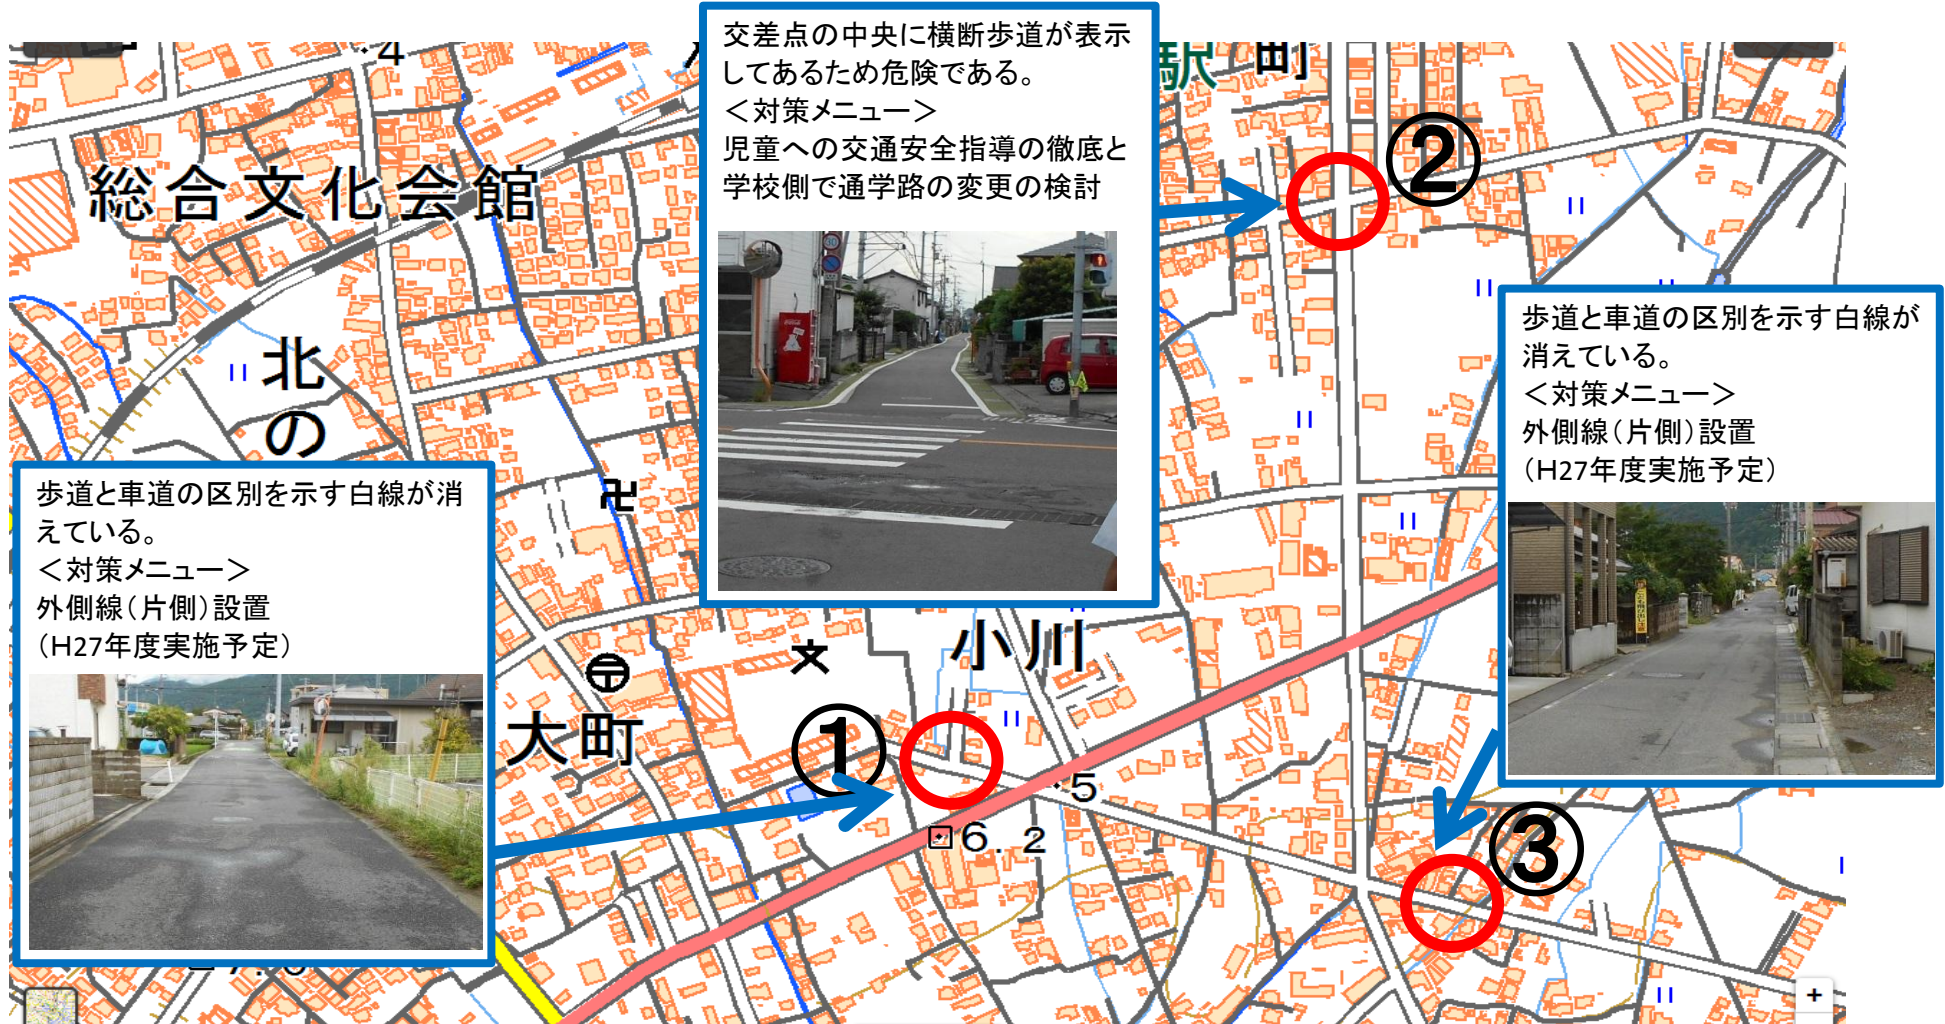 交差点の中央に横断歩道が表示
してあるため危険である。
＜対策メニュー＞
児童への交通安全指導の徹底と
学校側で通学路の変更の検討
歩道と車道の区別を示す白線が
消えている。
＜対策メニュー＞
外側線（片側）設置
（H27年度実施予定）
歩道と車道の区別を示す白線が消
えている。
＜対策メニュー＞
外側線（片側）設置
（H27年度実施予定）
4
駅
町
②
総合文化会館
北の
小川
大町
①
5
6.2
③
30
+